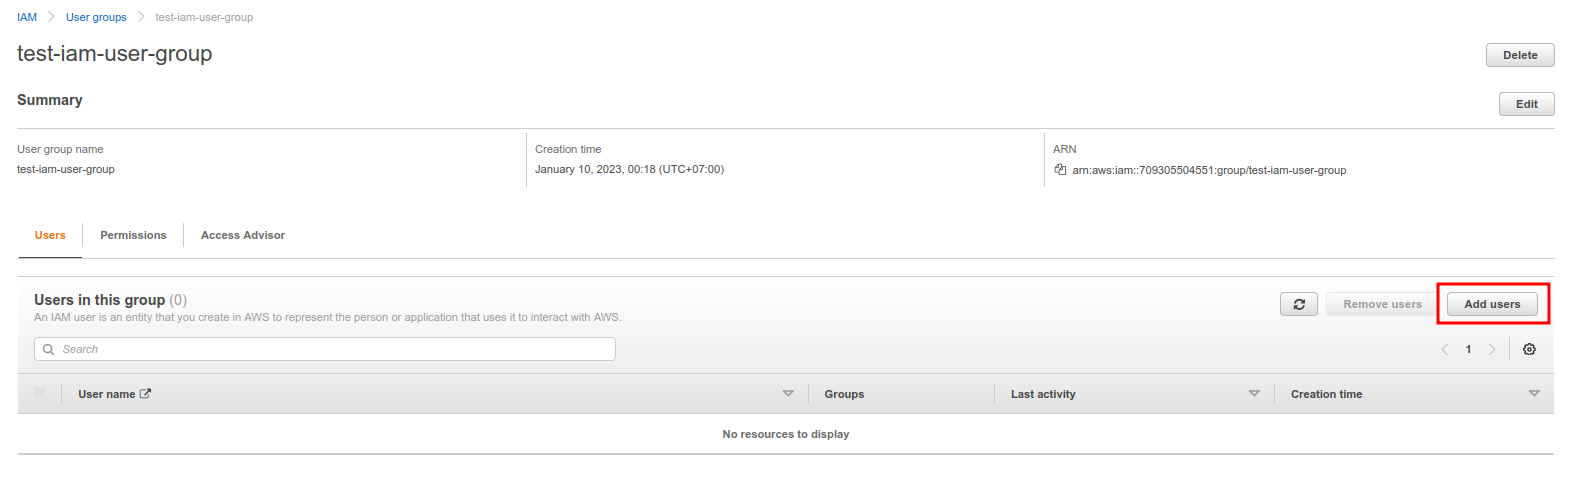 IAM User groups test-iam-user-group
test-iam-user-group
Delete
Summary
Edit
User group name
test-iam-user-group
Creation time
January 10, 2023, 00:18 (UTC+07:00)
ARN
arn:aws:iam::709305504551:group/test-iam-user-group
Users Permissions Access Advisor
Users in this group (0)
An IAM user is an entity that you create in AWS to represent the person or application that uses it to interact with AWS.
Remove users Add users
Search
1
User name Groups Last activity Creation time
No resources to display